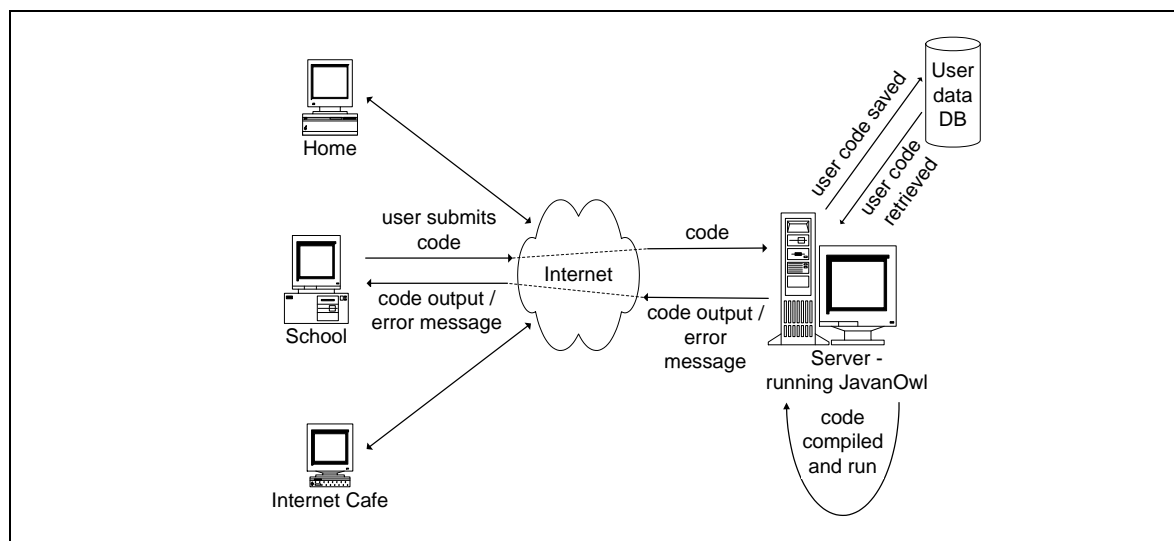 Home
user submits
code
School
code output /
error message
Internet Cafe
Internet
code
code output /
error
message
user code saved
user code
retrieved
User
data
DB
Server -
running JavanOwl
code
compiled
and run